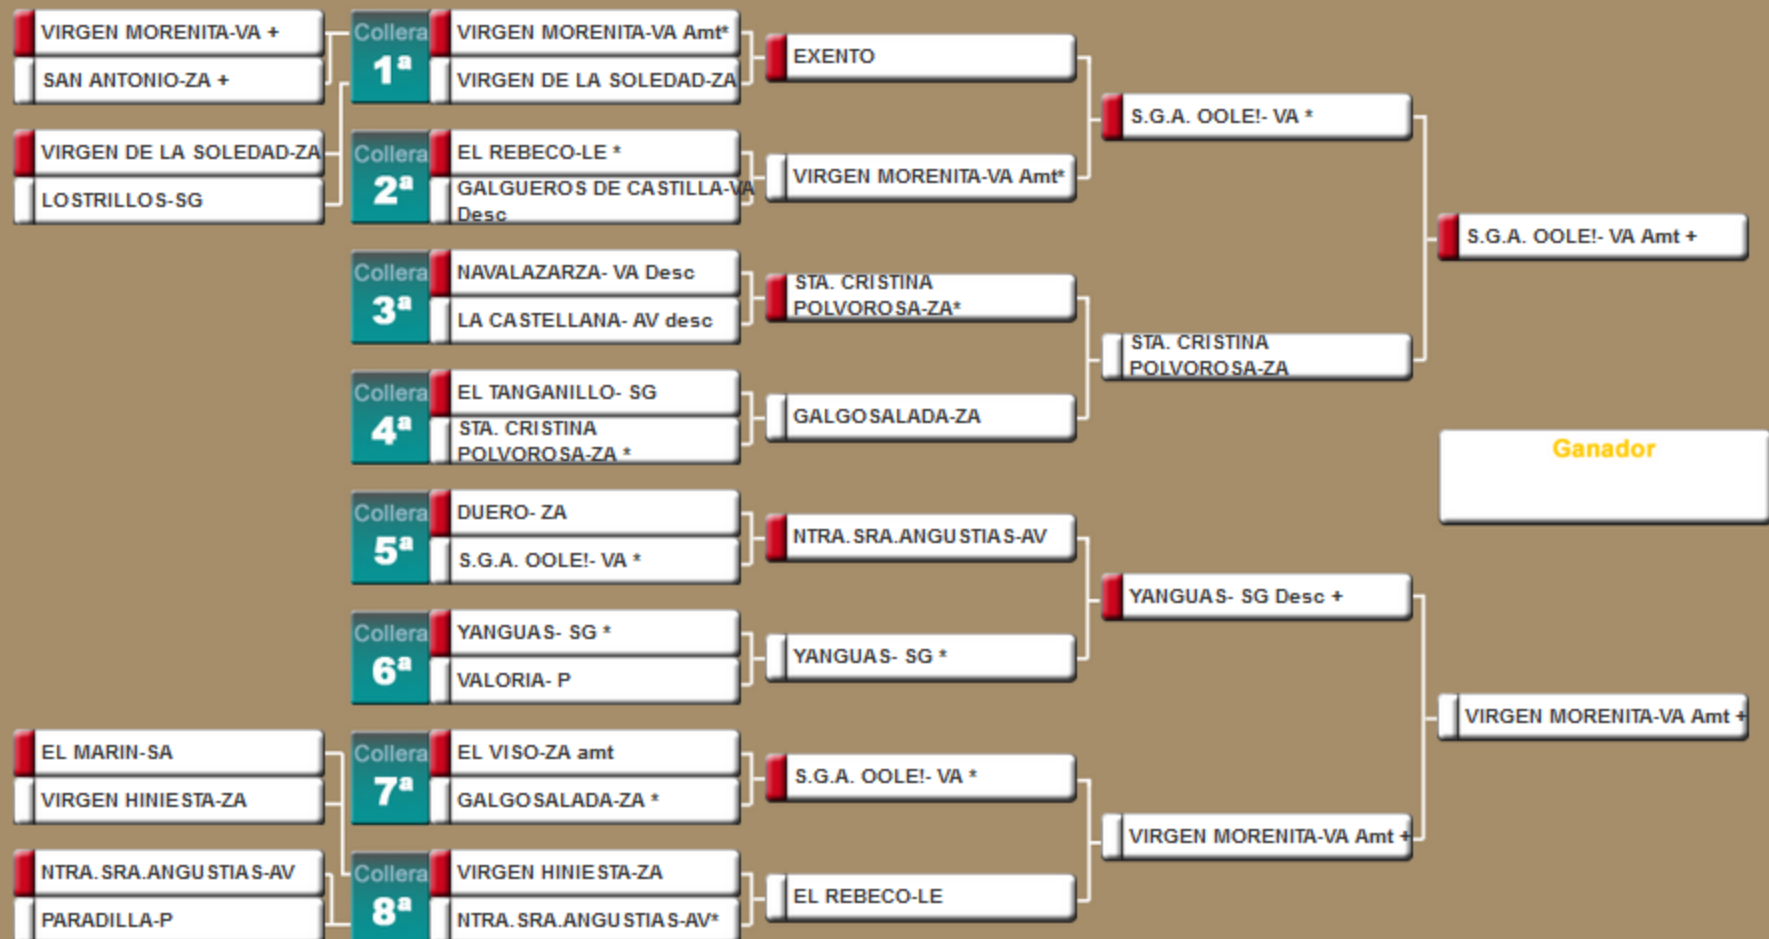 VIRGEN MORENITA-VA +
SAN ANTONIO-ZA +
VIRGEN DE LA SOLEDAD-ZA
LOSTRILLOS-SG
EL MARIN-SA
VIRGEN HINIESTA-ZA
NTRA.SRA.ANGUSTIAS-AV
PARADILLA-P
Collera
1ª
VIRGEN MORENITA-VA Amt*
VIRGEN DE LA SOLEDAD-ZA
Collera
2ª
EL REBECO-LE *
GALGUEROS DE CASTILLA-VA
Desc
Collera
3ª
NAVALAZARZA- VA Desc
LA CASTELLANA- AV desc
Collera
4ª
EL TANGANILLO- SG
STA. CRISTINA
POLVOROSA-ZA *
Collera
5ª
DUERO- ZA
S.G.A. OOLE!- VA *
Collera
6ª
YANGUAS- SG *
VALORIA- P
Collera
7ª
EL VISO-ZA amt
GALGOSALADA-ZA *
Collera
8ª
VIRGEN HINIESTA-ZA
NTRA.SRA.ANGUSTIAS-AV*
EXENTO
VIRGEN MORENITA-VA Amt*
STA. CRISTINA
POLVOROSA-ZA*
GALGOSALADA-ZA
NTRA.SRA.ANGUSTIAS-AV
YANGUAS- SG *
S.G.A. OOLE!- VA *
EL REBECO-LE
S.G.A. OOLE!- VA *
STA. CRISTINA
POLVOROSA-ZA
YANGUAS- SG Desc +
VIRGEN MORENITA-VA Amt +
S.G.A. OOLE!- VA Amt +
Ganador
VIRGEN MORENITA-VA Amt +